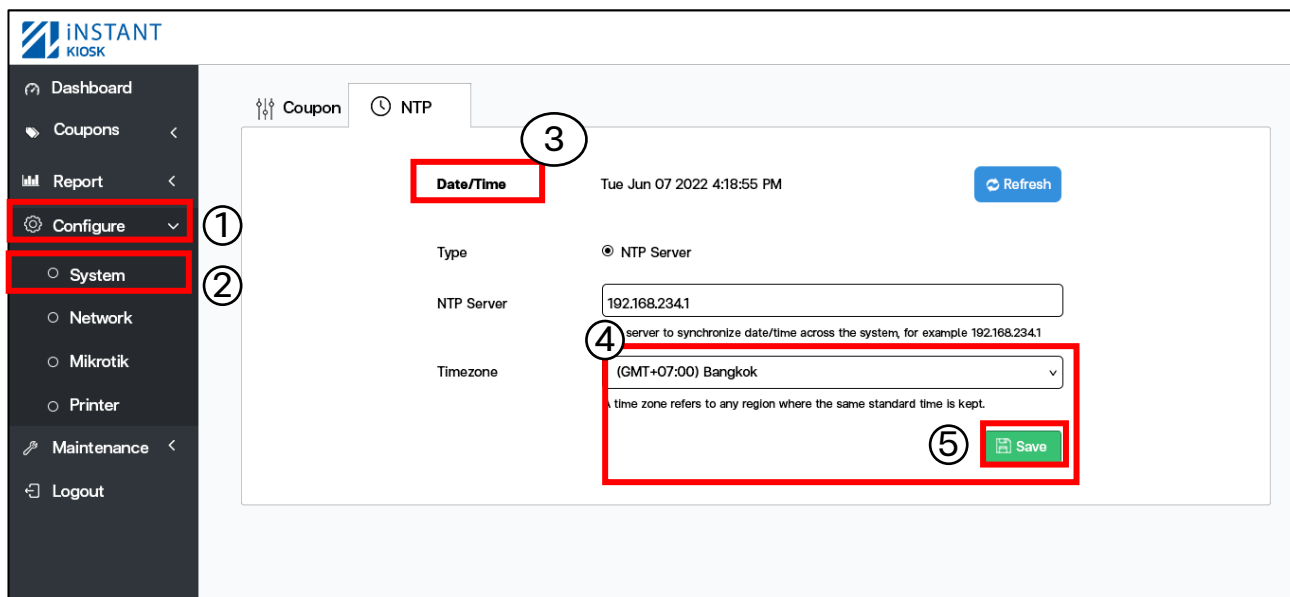 iNSTANT
KIOSK
Dashboard
Coupons
Report
Configure
①
System
②
Network
Mikrotik
Printer
Maintenance
Logout
Coupon
NTP
3
Date/Time
Tue Jun 07 2022 4:18:55 PM
Refresh
Type
NTP Server
NTP Server
192.168.234.1
④
server to synchronize date/time across the system, for example 192.168.234.1
Timezone
(GMT+07:00) Bangkok
A time zone refers to any region where the same standard time is kept.
⑤
Save